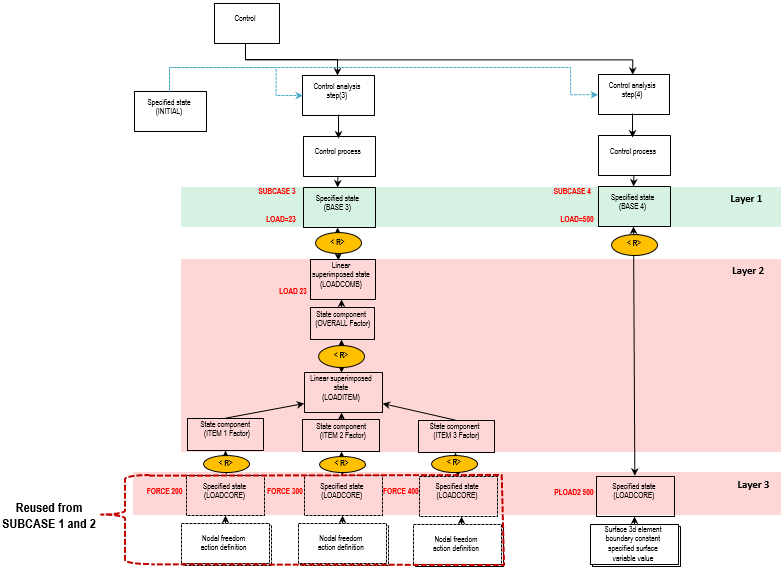 Control
Specified state
(INITIAL)
Control analysis
step(3)
Control analysis
step(4)
Control process
Control process
SUBCASE 3
LOAD=23
Specified state
(BASE 3)
SUBCASE 4
LOAD=500
Specified state
(BASE 4)
Layer 1
< R>
< R>
Linear
superimposed state
(LOADCOMB)
LOAD 23
Layer 2
State component
(OVERALL Factor)
< R>
Linear superimposed
state
(LOADITEM)
State component
(ITEM 1 Factor)
State component
(ITEM 2 Factor)
State component
(ITEM 3 Factor)
< R>
< R>
< R>
FORCE 200
Specified state
(LOADCORE)
FORCE 300
Specified state
(LOADCORE)
FORCE 400
Specified state
(LOADCORE)
PLOAD2 500
Specified state
(LOADCORE)
Layer 3
Reused from
SUBCASE 1 and 2
Nodal freedom
action definition
Nodal freedom
action definition
Nodal freedom
action definition
Surface 3d element
boundary constant
specified surface
variable value